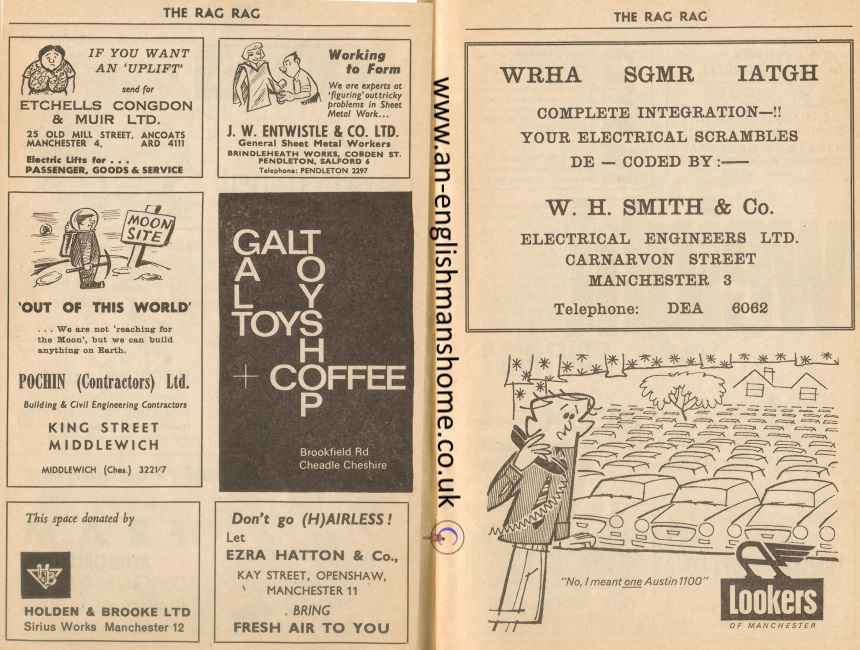 THE RAG RAG
IF YOU WANT
AN 'UPLIFT'
send for
ETCHELLS CONGDON
& MUIR LTD.
25 OLD MILL STREET, ANCOATS
MANCHESTER 4. ARD 4111
Electric Lifts for . . .
PASSENGER, GOODS & SERVICE
Working
to Form
We are experts at
'figuring' out tricky
problems in Sheet
Metal Work...
J. W. ENTWISTLE & CO. LTD.
General Sheet Metal Workers
BRINDLEHEATH WORKS, COBDEN ST.
PENDLETON, SALFORD 6
Telephone: PENDLETON 2297
MOON
SITE
'OUT OF THIS WORLD'
. . . We are not 'reaching for
the Moon', but we can build
anything on Earth.
POCHIN (Contractors) Ltd.
Building & Civil Engineering Contractors
KING STREET
MIDDLEWICH
MIDDLEWICH (Ches.) 3221/7
GALT
TOYS
TOYSHOP
+ COFFEE
Brookfield Rd
Cheadle Cheshire
This space donated by
HOLDEN & BROOKE LTD
Sirius Works Manchester 12
Don't go (H)AIRLESS!
Let
EZRA HATTON & Co.,
KAY STREET, OPENSHAW,
MANCHESTER 11
BRING
FRESH AIR TO YOU
www.an-englishmanshome.co.uk
THE RAG RAG
WRHA SGMR IATGH
COMPLETE INTEGRATION—!!
YOUR ELECTRICAL SCRAMBLES
DE — CODED BY :——
W. H. SMITH & Co.
ELECTRICAL ENGINEERS LTD.
CARNARVON STREET
MANCHESTER 3
Telephone: DEA 6062
"No, I meant one Austin 1100"
Lookers
OF MANCHESTER